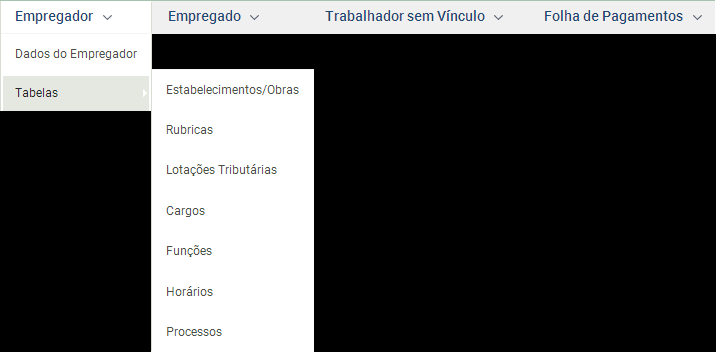 Empregador Empregado Trabalhador sem Vínculo Folha de Pagamentos
Dados do Empregador
Tabelas
Estabelecimentos/Obras
Rubricas
Lotações Tributárias
Cargos
Funções
Horários
Processos